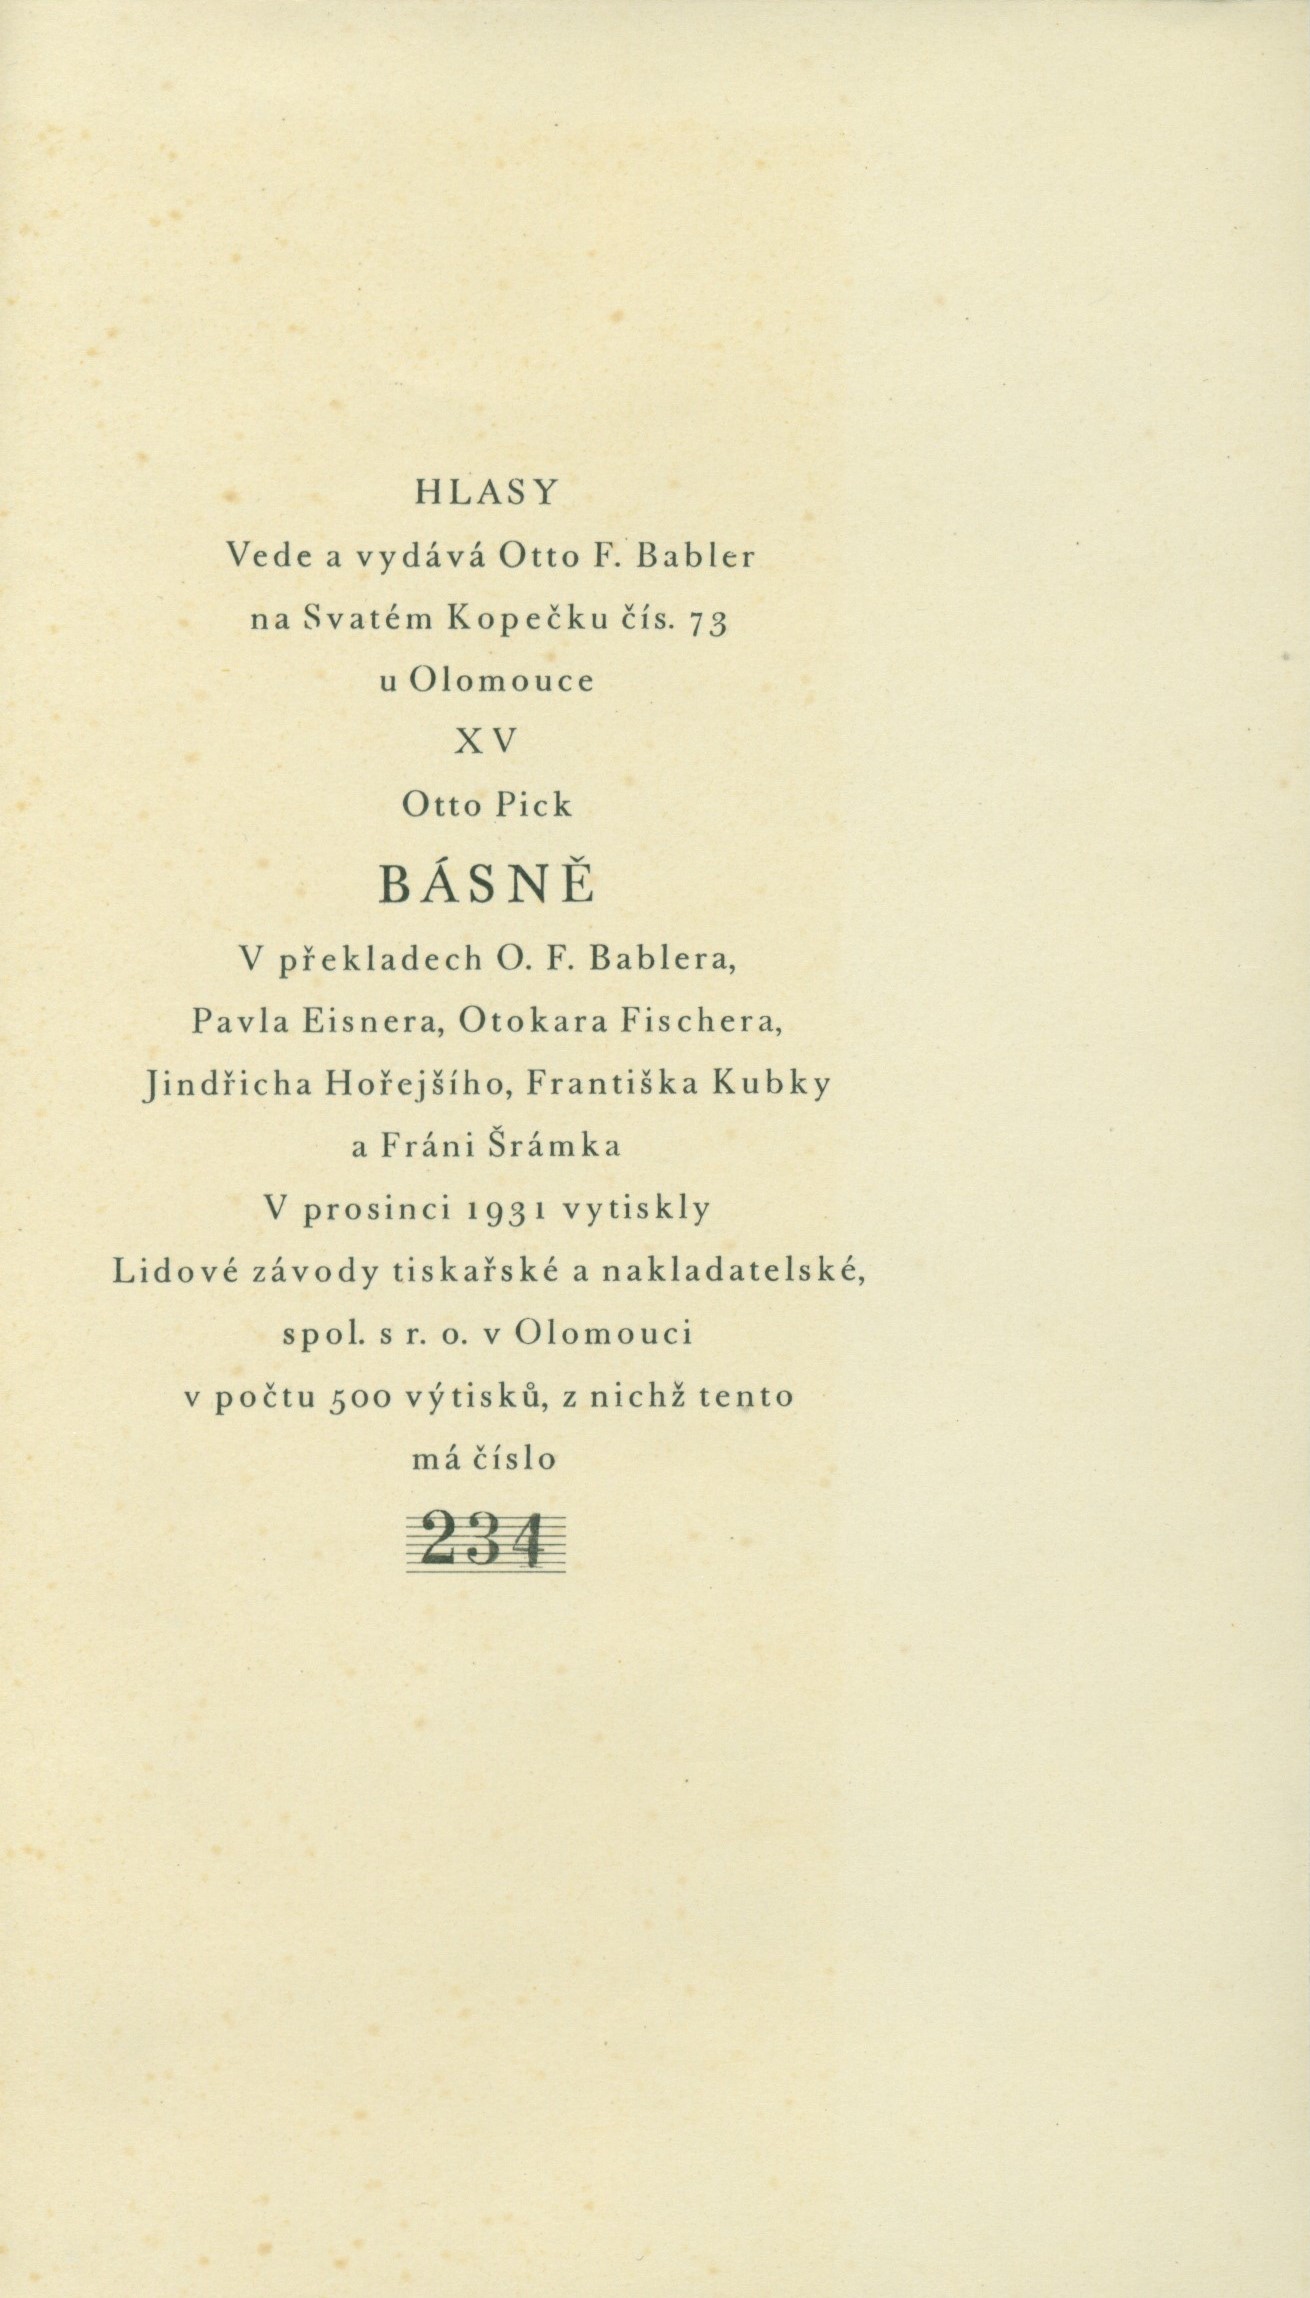 HLASY
Vede a vydává Otto F. Babler
na Svatém Kopečku čís. 73
u Olomouce
XV
Otto Pick
BÁSNĚ
V překladech O. F. Bablera,
Pavla Eisnera, Otokara Fischera,
Jindřicha Hořejšího, Františka Kubky
a Fráni Šrámka
V prosinci 1931 vytiskly
Lidové závody tiskařské a nakladatelské,
spol. s r. o. v Olomouci
v počtu 500 výtisků, z nichž tento
má číslo
234